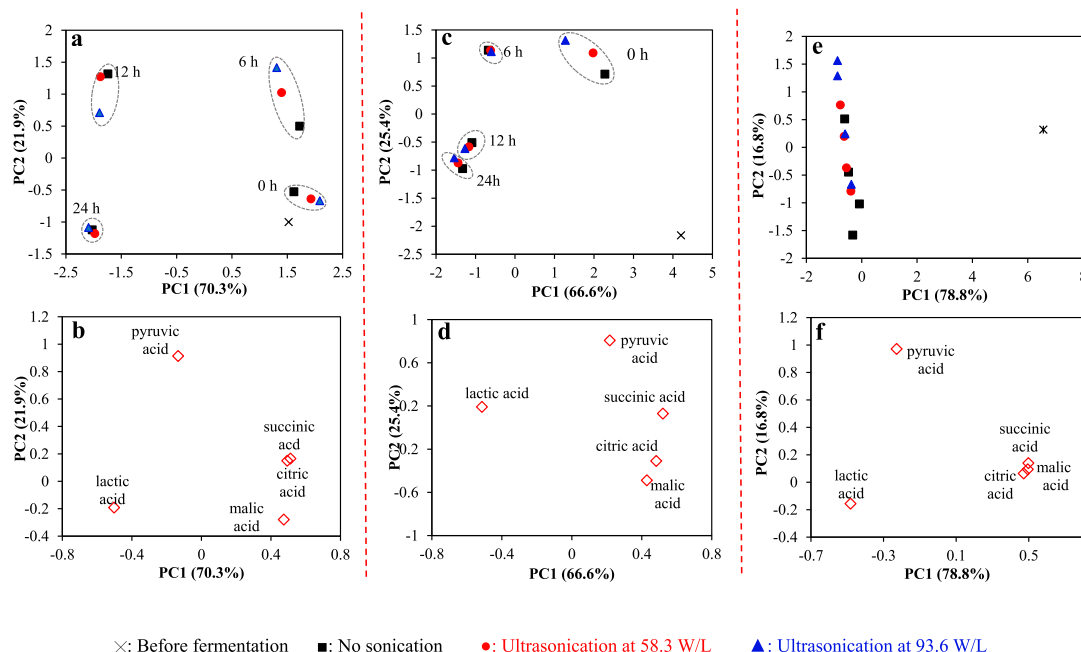 a
2
1.5
1
0.5
0
-0.5
-1
-1.5
-2.5
-1.5
-0.5
0.5
1.5
2.5
PC2 (21.9%)
PC1 (70.3%)
12 h
6 h
0 h
24 h
b
1.2
1
0.8
0.6
0.4
0.2
0
-0.2
-0.4
-0.8
-0.4
0
0.4
0.8
PC2 (21.9%)
PC1 (70.3%)
pyruvic
acid
succinic
acd
citric
acid
lactic
acid
malic
acid
c
1.5
1
0.5
0
-0.5
-1
-1.5
-2
-2.5
-2
-1
0
1
2
3
4
5
PC2 (25.4%)
PC1 (66.6%)
6 h
0 h
12 h
24h
d
1
0.6
0.2
-0.2
-0.6
-1
-0.8
-0.4
0
0.4
0.8
PC2 (25.4%)
PC1 (66.6%)
pyruvic
acid
lactic acid
succinic acid
citric acid
malic
acid
e
2
1.5
1
0.5
0
-0.5
-1
-1.5
-2
-2
0
2
4
6
8
PC2 (16.8%)
PC1 (78.8%)
f
1.2
1
0.8
0.6
0.4
0.2
0
-0.2
-0.4
-0.7
-0.3
0.1
0.5
PC2 (16.8%)
PC1 (78.8%)
pyruvic
acid
succinic
acid
citric
acid
malic
acid
lactic
acid
: Before fermentation : No sonication : Ultrasonication at 58.3 W/L : Ultrasonication at 93.6 W/L